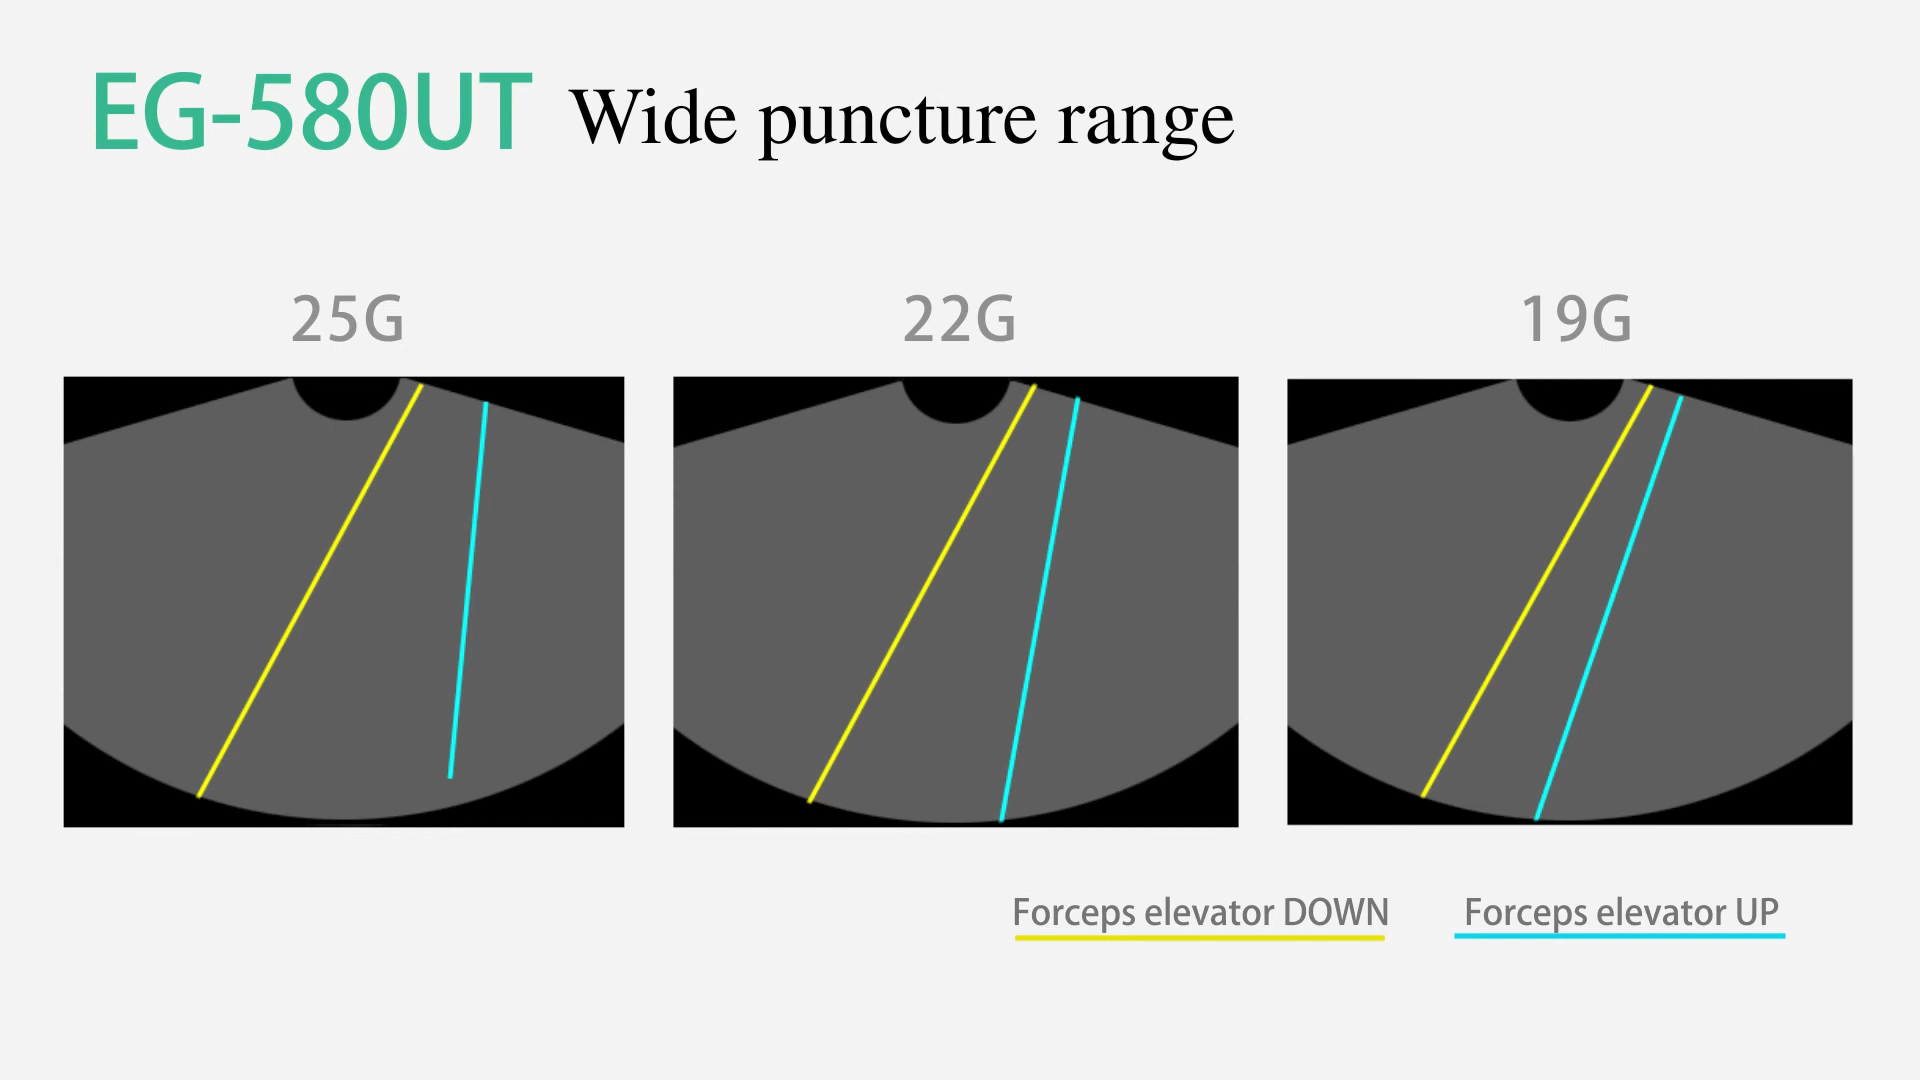 EG-580UT Wide puncture range
25G 22G 19G
Forceps elevator DOWN Forceps elevator UP